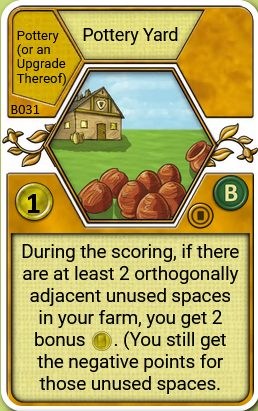 Pottery
(or an
Upgrade
Thereof)
Pottery Yard
B031
1
B
During the scoring, if there
are at least 2 orthogonally
adjacent unused spaces
in your farm, you get 2
bonus . (You still get
the negative points for
those unused spaces.